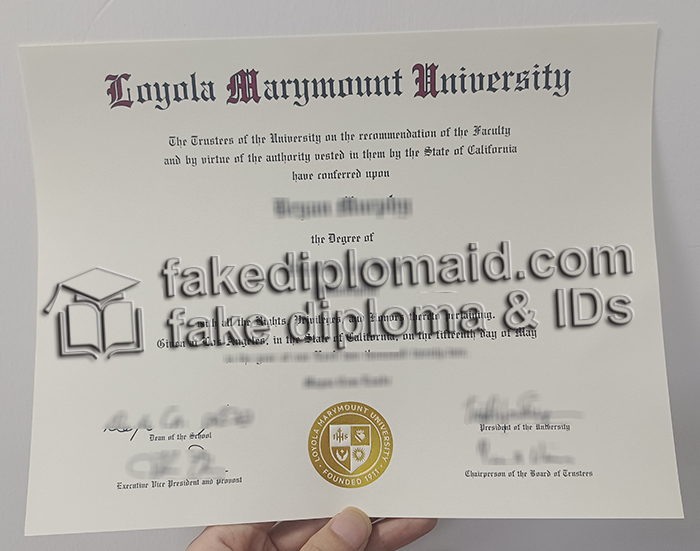 Loyola Marymount University
The Trustees of the University on the recommendation of the Faculty
and by virtue of the authority vested in them by the State of California
have conferred upon
the Degree of
fakediplomaid.com
fake diploma & IDs
with all the Rights, Privileges, and Honors thereto pertaining.
Given in Los Angeles, in the State of California, on the fifteenth day of May
Dean of the School
President of the University
Executive Vice President and provost
Chairperson of the Board of Trustees
LOYOLA MARYMOUNT UNIVERSITY
IHS
· FOUNDED 1911 ·